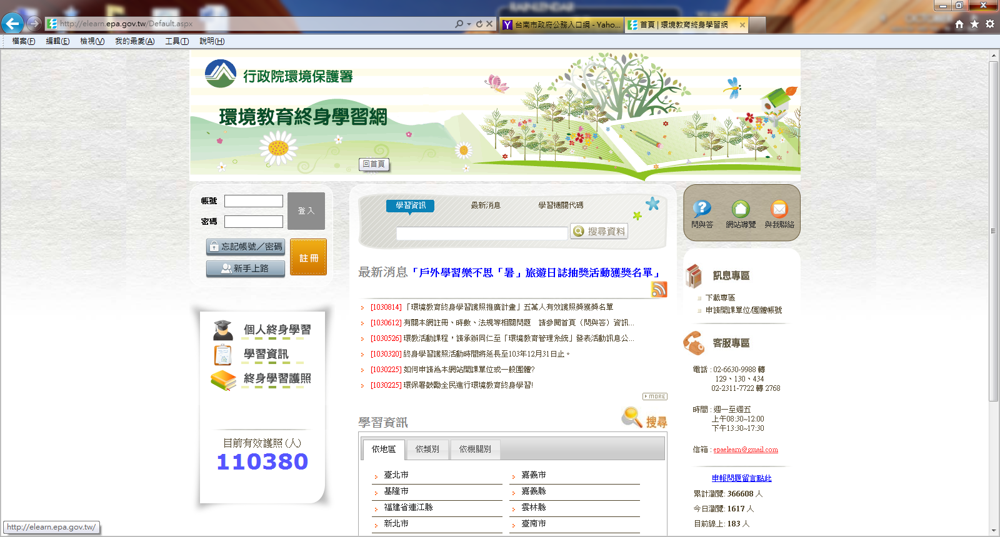 http://elearn.epa.gov.tw/Default.aspx
台南市政府公務入口網 - Yaho...
首頁 | 環境教育終身學習網
檔案(F) 編輯(E) 檢視(V) 我的最愛(A) 工具(T) 說明(H)
行政院環境保護署
環境教育終身學習網
回首頁
帳號
密碼
登入
忘記帳號／密碼
新手上路
註冊
個人終身學習
學習資訊
終身學習護照
目前有效護照(人)
110380
學習資訊 最新消息 學習機關代碼
搜尋資料
最新消息「戶外學習樂不思「暑」旅遊日誌抽獎活動獲獎名單」
[1030814] 「環境教育終身學習護照推廣計畫」五萬人有效護照獎獲獎名單
[1030612] 有關本網註冊、時數、法規等相關問題　請參閱首頁（問與答）資訊...
[1030526] 環教活動課程，請承辦同仁至「環境教育管理系統」發表活動訊息公...
[1030320] 終身學習護照活動時間將延長至103年12月31日止。
[1030225] 如何申請為本網站開課單位或一般團體?
[1030225] 環保署鼓勵全民進行環境教育終身學習!
MORE
學習資訊
搜尋
依地區 依類別 依機關別
臺北市 嘉義市
基隆市 嘉義縣
福建省連江縣 雲林縣
新北市 臺南市
問與答 網站導覽 與我聯絡
訊息專區
下載專區
申請開課單位/團體帳號
客服專區
電話 : 02-6630-9988 轉
129、130、434
02-2311-7722 轉 2768
時間 : 週一至週五
上午08:30~12:00
下午13:30~17:30
信箱 : epaelearn@gmail.com
申報問題留言點此
累計瀏覽: 366608 人
今日瀏覽: 1617 人
目前線上: 183 人
http://elearn.epa.gov.tw/